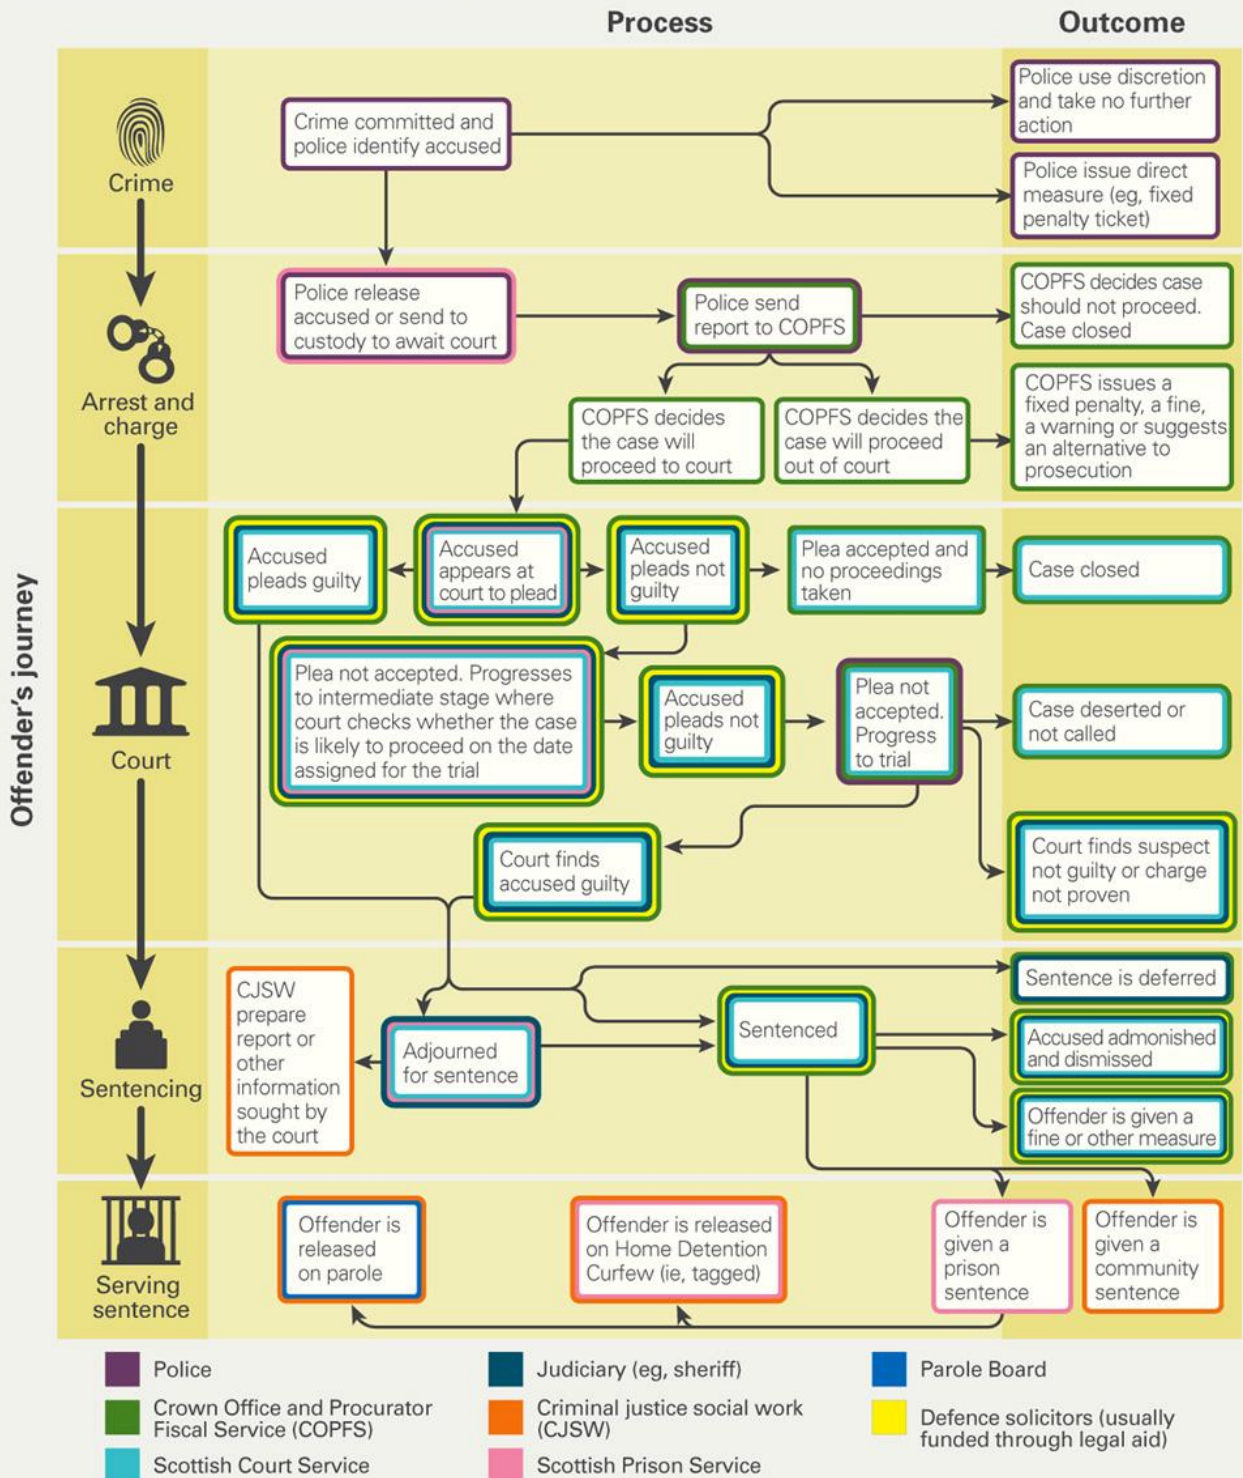 Process
Outcome
Offender's journey
Crime
Crime committed and
police identify accused
Police use discretion
and take no further
action
Police issue direct
measure (eg, fixed
penalty ticket)
Arrest and
charge
Police release
accused or send to
custody to await court
Police send
report to COPFS
COPFS decides case
should not proceed.
Case closed
COPFS decides
the case will
proceed to court
COPFS decides the
case will proceed
out of court
COPFS issues a
fixed penalty, a fine,
a warning or suggests
an alternative to
prosecution
Court
Accused
pleads guilty
Accused
appears at
court to plead
Accused
pleads not
guilty
Plea accepted and
no proceedings
taken
Case closed
Plea not accepted. Progresses
to intermediate stage where
court checks whether the case
is likely to proceed on the date
assigned for the trial
Accused
pleads not
guilty
Plea not
accepted.
Progress
to trial
Case deserted or
not called
Court finds
accused guilty
Court finds suspect
not guilty or charge
not proven
Sentencing
CJSW
prepare
report or
other
information
sought by
the court
Adjourned
for sentence
Sentenced
Sentence is deferred
Accused admonished
and dismissed
Offender is given a
fine or other measure
Serving
sentence
Offender is
released
on parole
Offender is released
on Home Detention
Curfew (ie, tagged)
Offender is
given a
prison
sentence
Offender is
given a
community
sentence
Police
Crown Office and Procurator
Fiscal Service (COPFS)
Scottish Court Service
Judiciary (eg, sheriff)
Criminal justice social work
(CJSW)
Scottish Prison Service
Parole Board
Defence solicitors (usually
funded through legal aid)